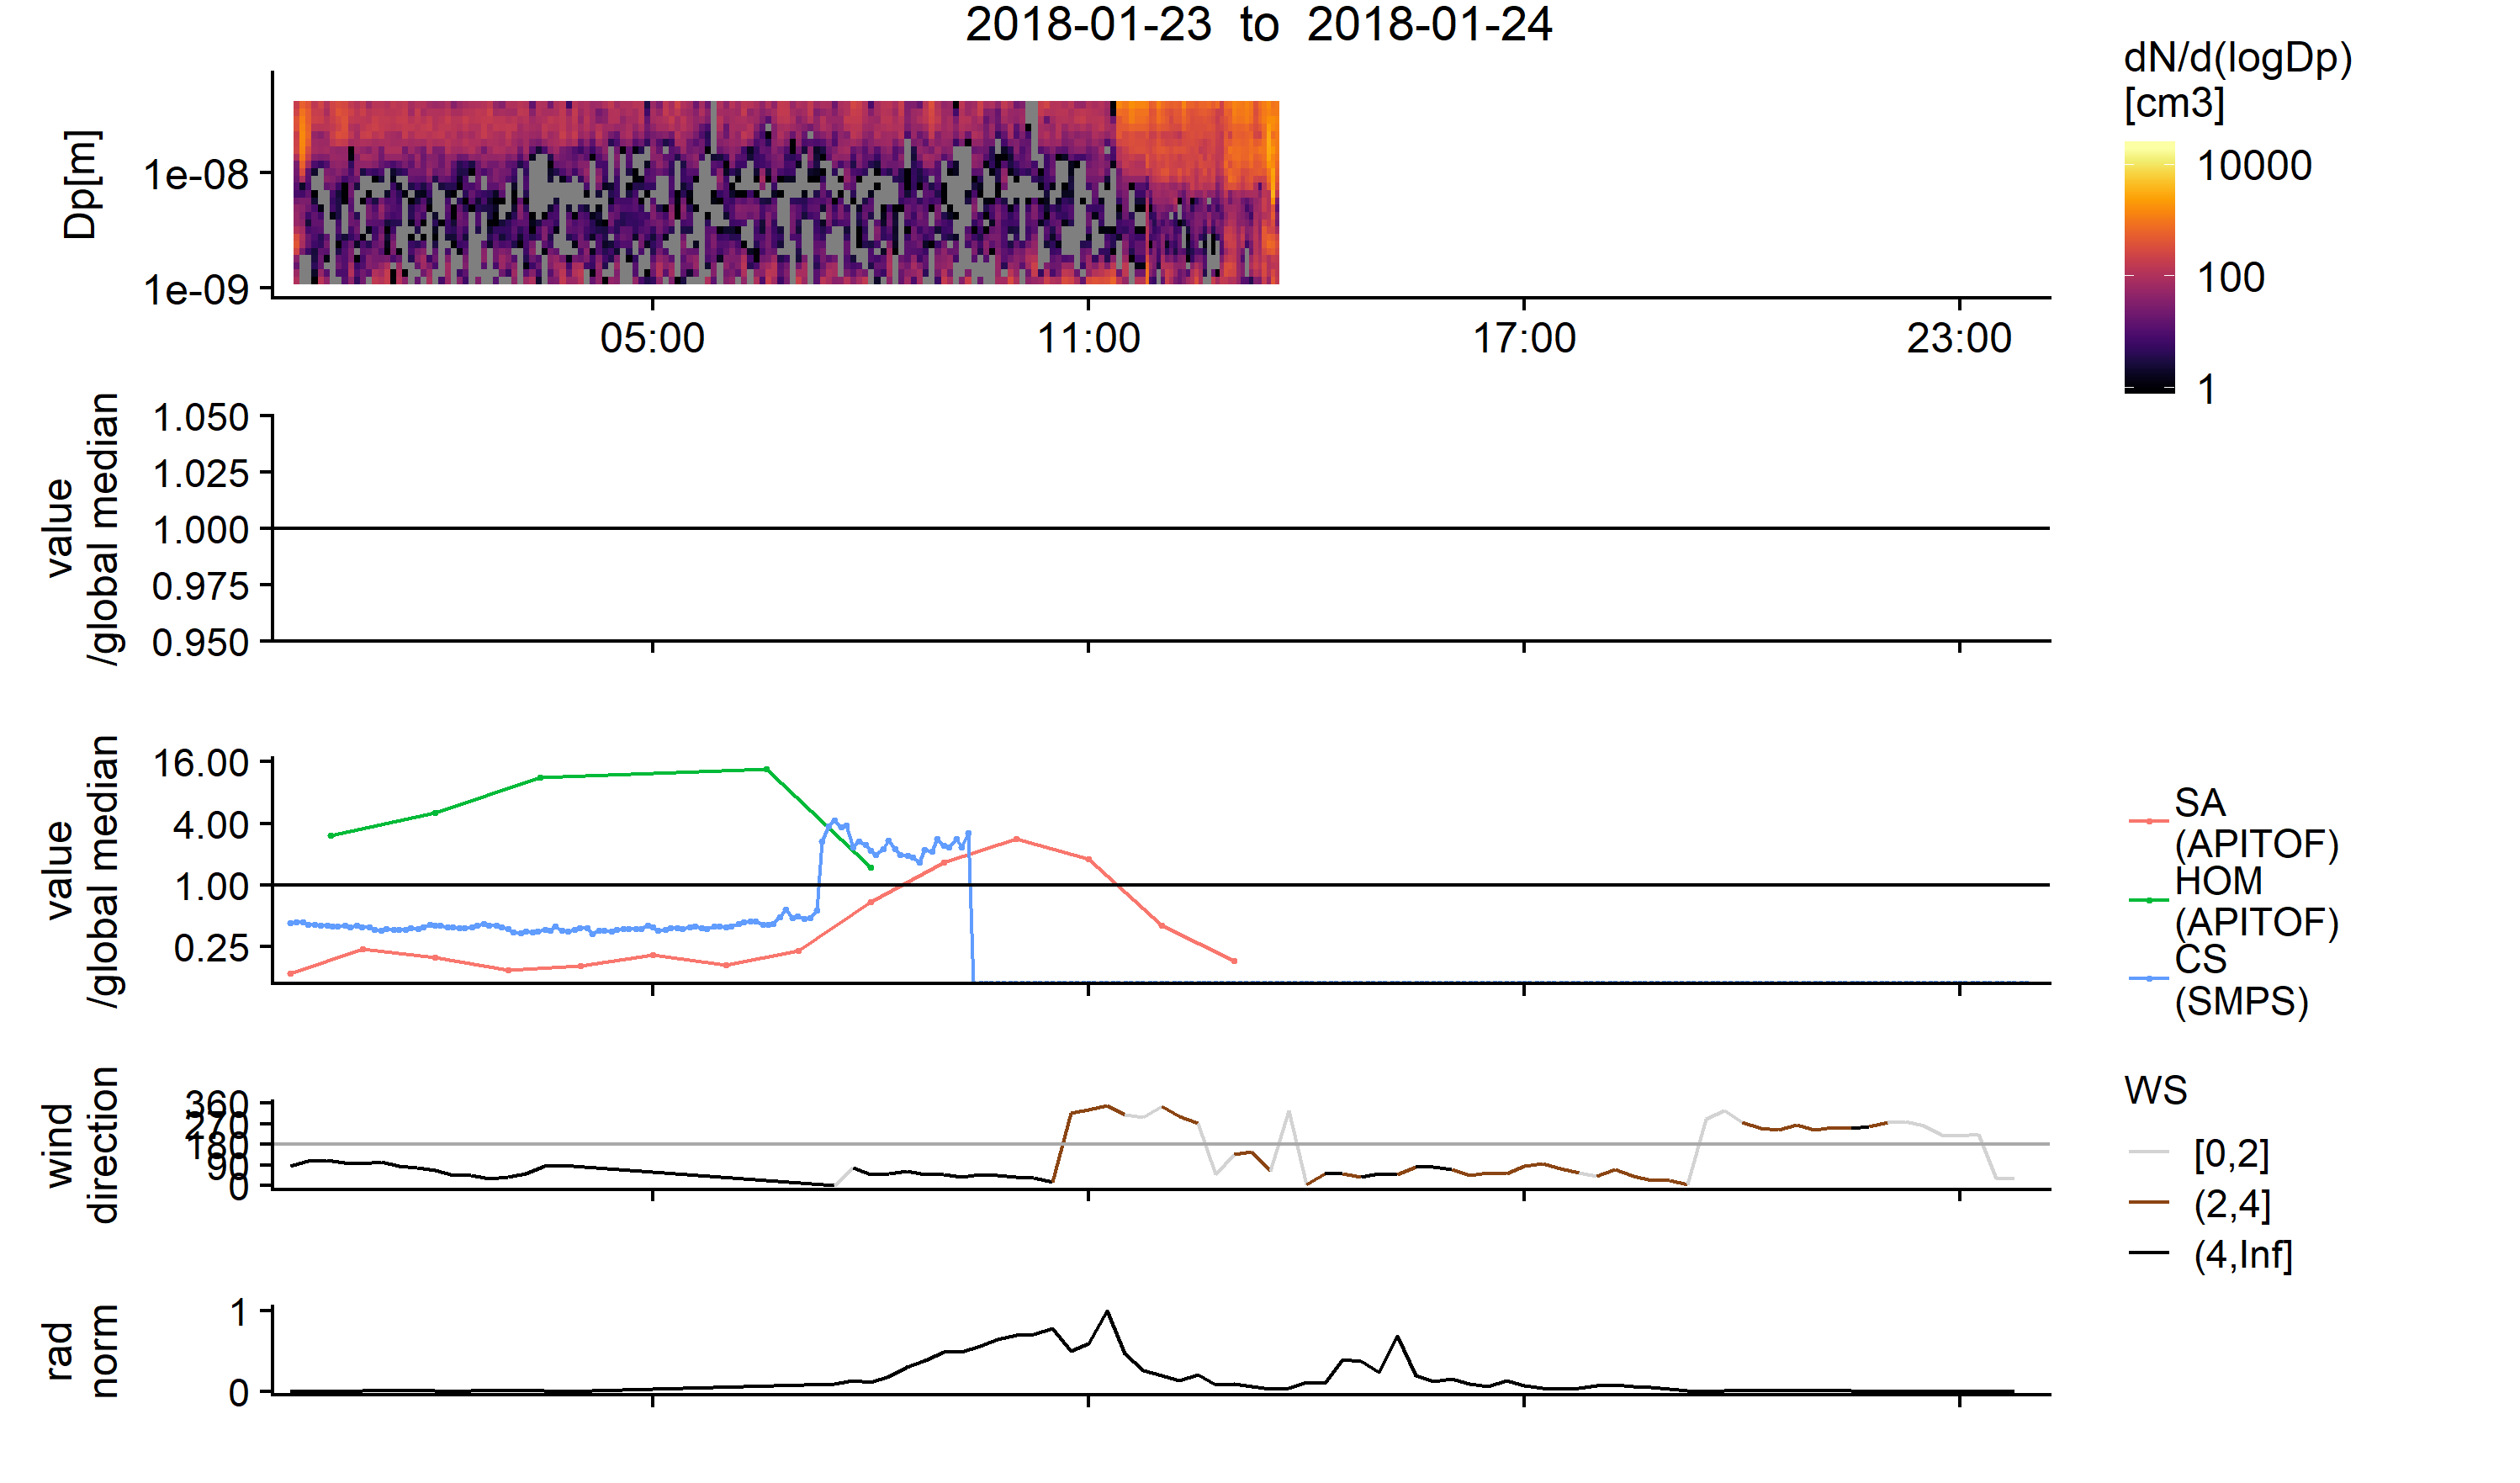 2018-01-23 to 2018-01-24
dN/d(logDp)
[cm3]
10000
100
1
Dp[m]
1e-08
1e-09
05:00
11:00
17:00
23:00
value
/global median
1.050
1.025
1.000
0.975
0.950
value
/global median
16.00
4.00
1.00
0.25
SA
(APITOF)
HOM
(APITOF)
CS
(SMPS)
wind
direction
360
270
180
90
0
WS
[0,2]
(2,4]
(4,Inf]
rad
norm
1
0